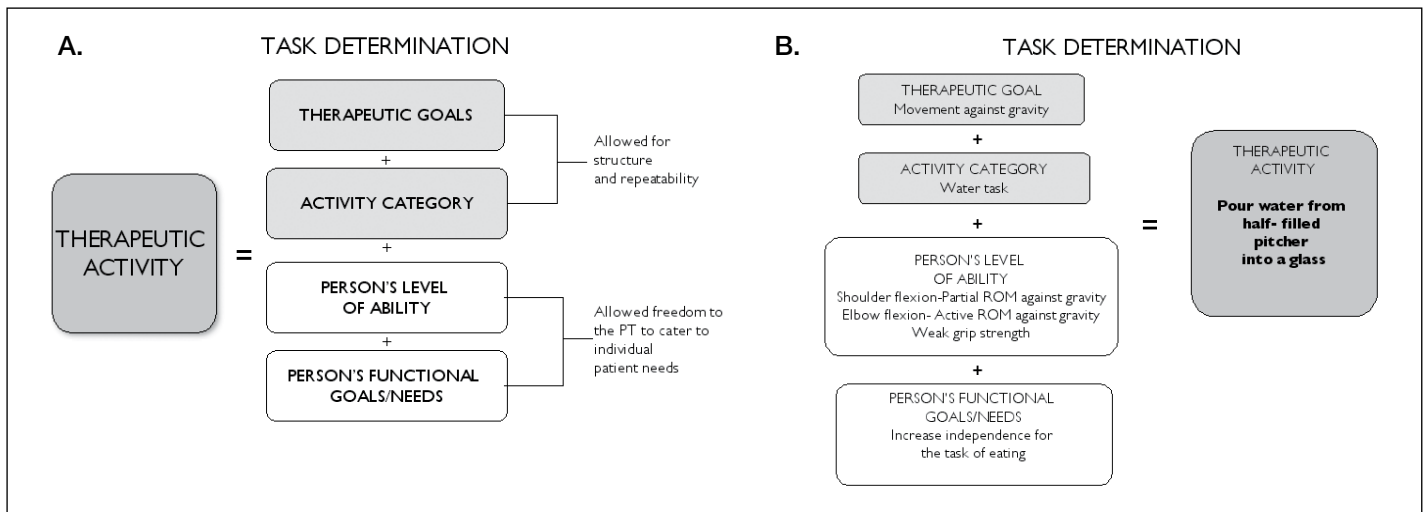 A.
TASK DETERMINATION
THERAPEUTIC
ACTIVITY
=
THERAPEUTIC GOALS
+
ACTIVITY CATEGORY
+
PERSON'S LEVEL
OF ABILITY
+
PERSON'S FUNCTIONAL
GOALS/NEEDS
Allowed for
structure
and repeatability
Allowed freedom to
the PT to cater to
individual
patient needs
B.
TASK DETERMINATION
THERAPEUTIC GOAL
Movement against gravity
+
ACTIVITY CATEGORY
Water task
+
PERSON'S LEVEL
OF ABILITY
Shoulder flexion-Partial ROM against gravity
Elbow flexion- Active ROM against gravity
Weak grip strength
+
PERSON'S FUNCTIONAL
GOALS/NEEDS
Increase independence for
the task of eating
=
THERAPEUTIC
ACTIVITY
Pour water from
half- filled
pitcher
into a glass